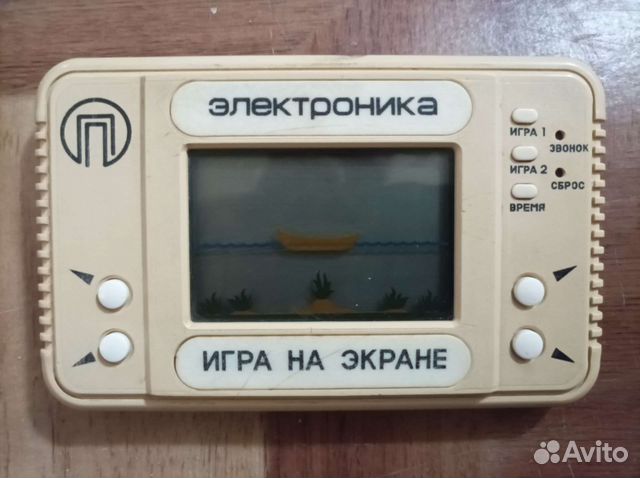 электроника
П
ИГРА 1
ЗВОНОК
ИГРА 2
СБРОС
ВРЕМЯ
ИГРА НА ЭКРАНЕ
Avito